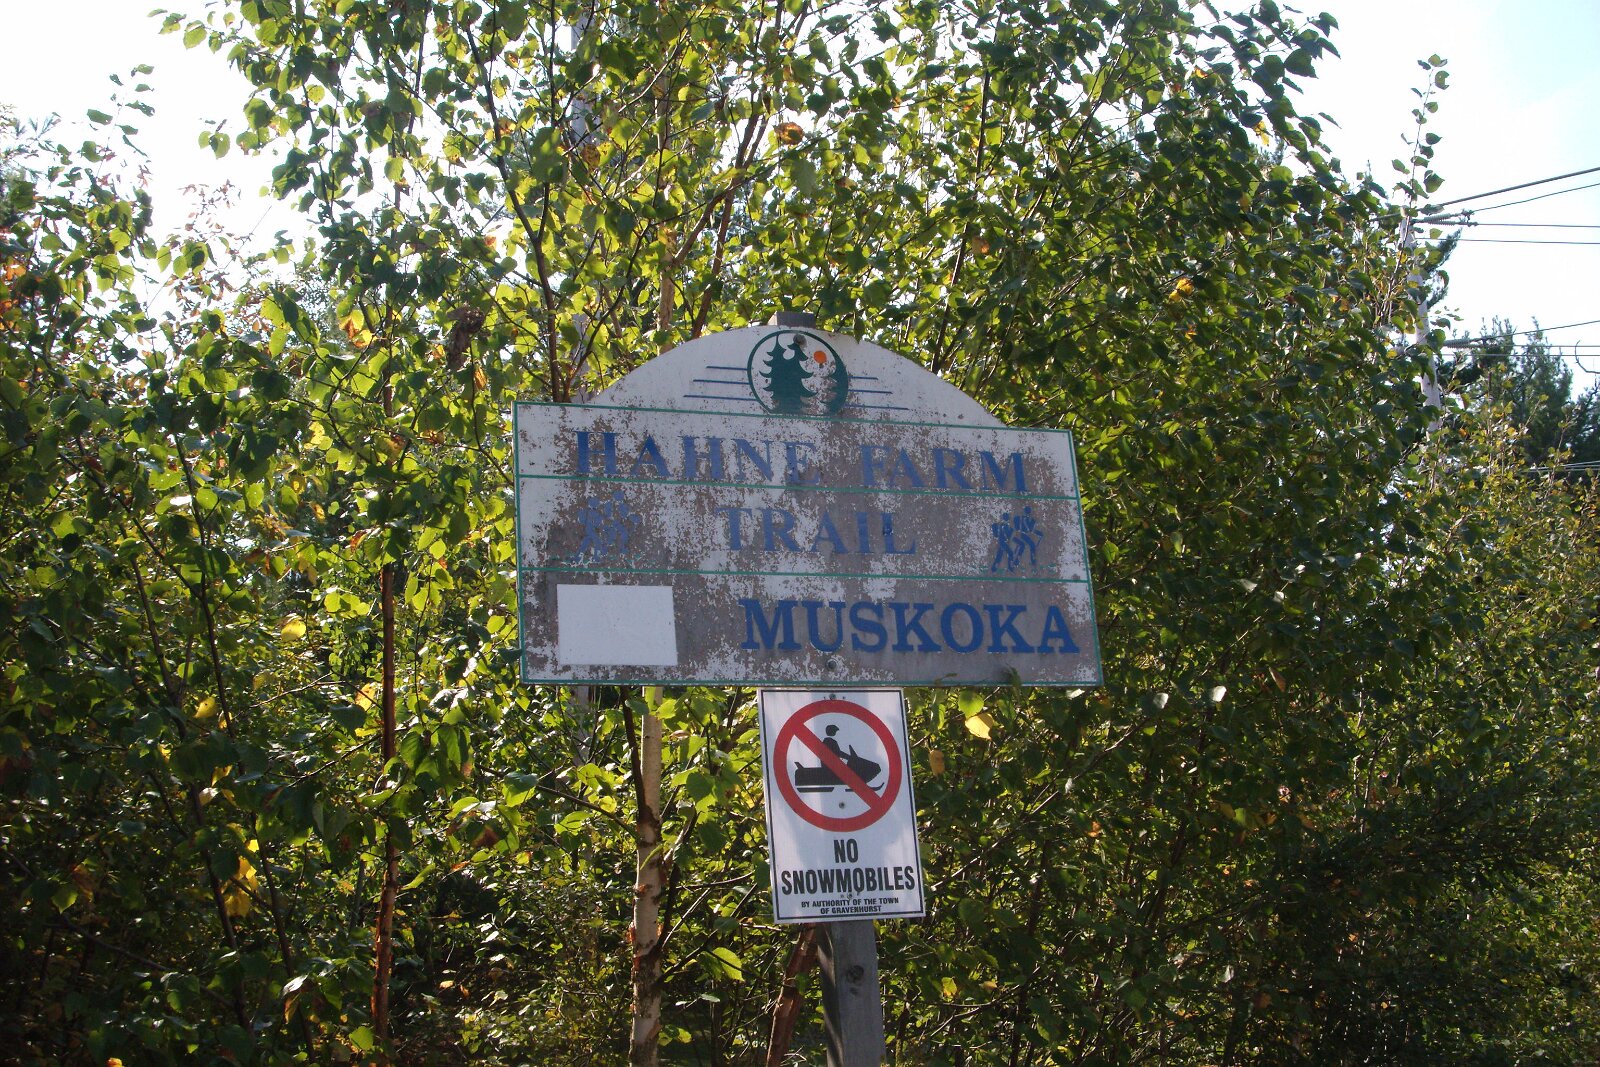 HAHNE FARM
TRAIL
MUSKOKA
NO
SNOWMOBILES
BY AUTHORITY OF THE TOWN
OF GRAVENHURST